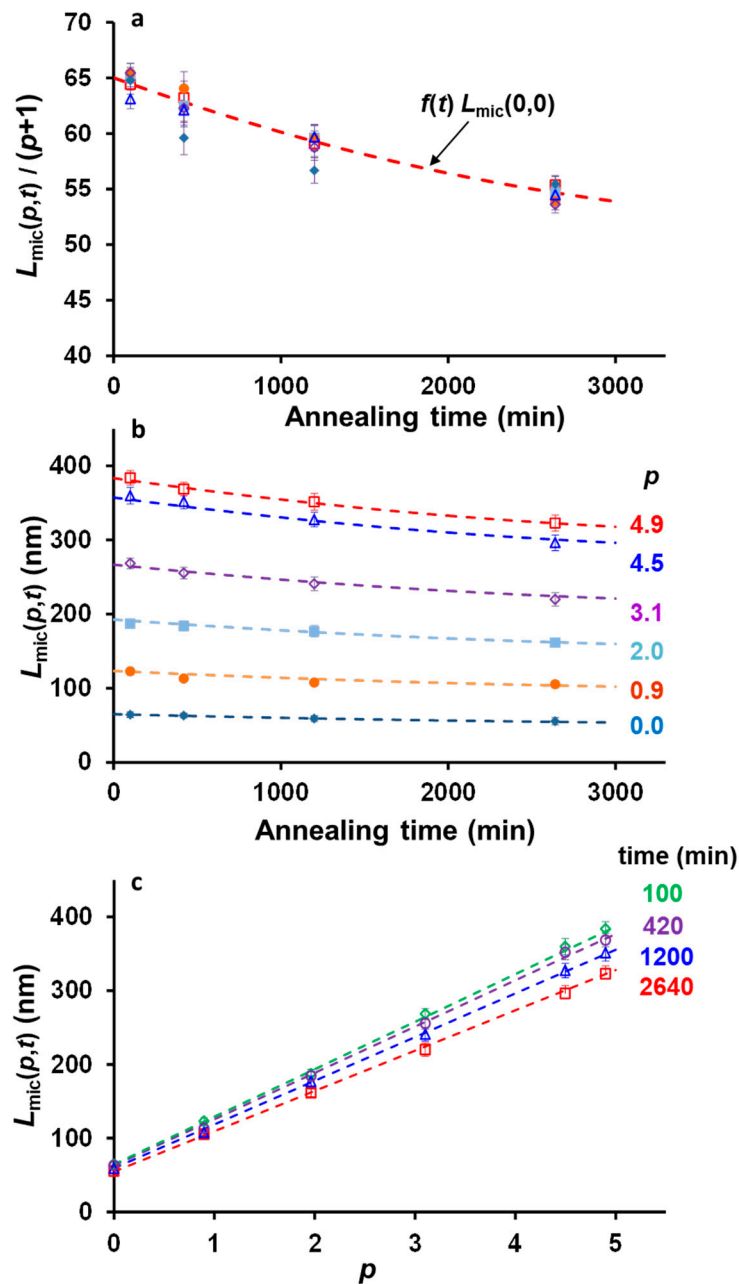 a
70
65
60
55
50
45
40
L_mic(p,t) / (p+1)
f(t) L_mic(0,0)
0 1000 2000 3000
Annealing time (min)
b
400
300
200
100
0
L_mic(p,t) (nm)
p
4.9
4.5
3.1
2.0
0.9
0.0
0 1000 2000 3000
Annealing time (min)
c
time (min)
100
420
1200
2640
400
300
200
100
0
L_mic(p,t) (nm)
0 1 2 3 4 5
p